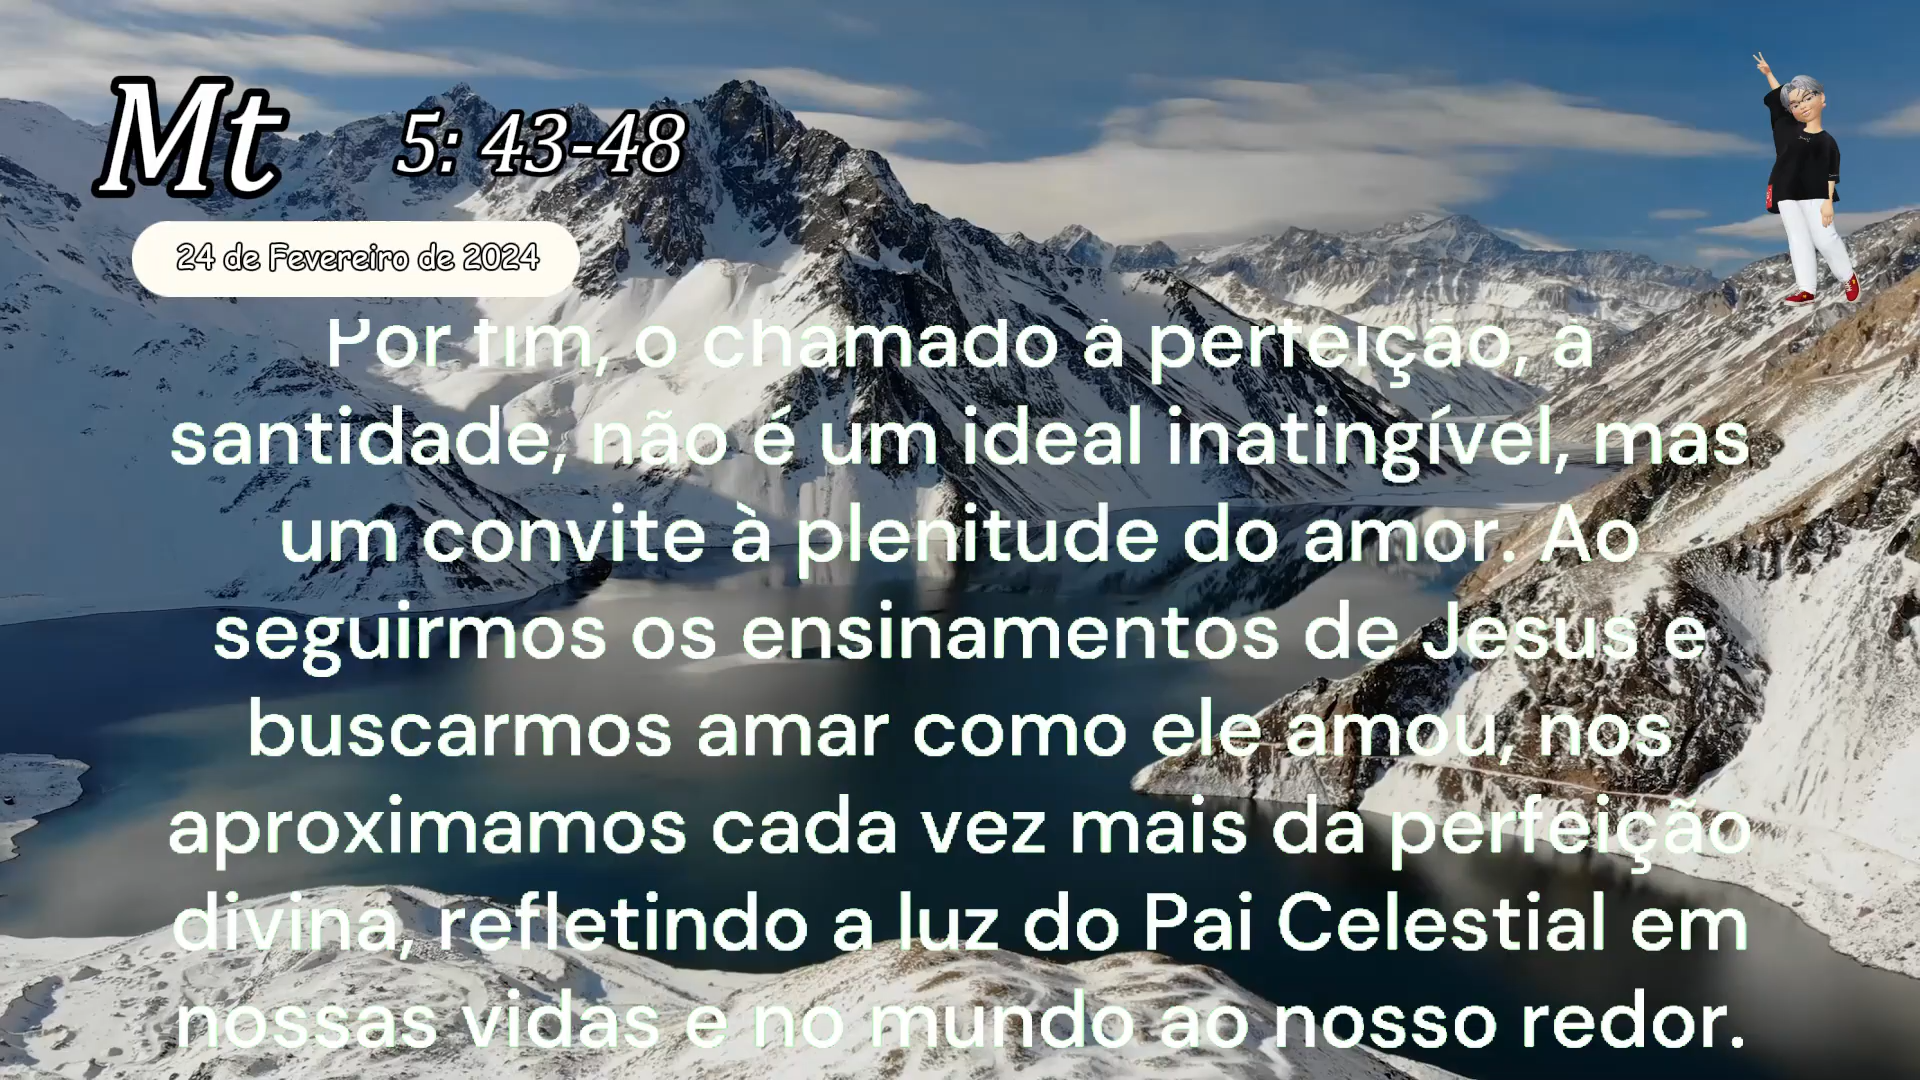 Mt 5: 43-48
24 de Fevereiro de 2024
Por fim, o chamado à perfeição, a
santidade, não é um ideal inatingível, mas
um convite à plenitude do amor. Ao
seguirmos os ensinamentos de Jesus e
buscarmos amar como ele amou, nos
aproximamos cada vez mais da perfeição
divina, refletindo a luz do Pai Celestial em
nossas vidas e no mundo ao nosso redor.